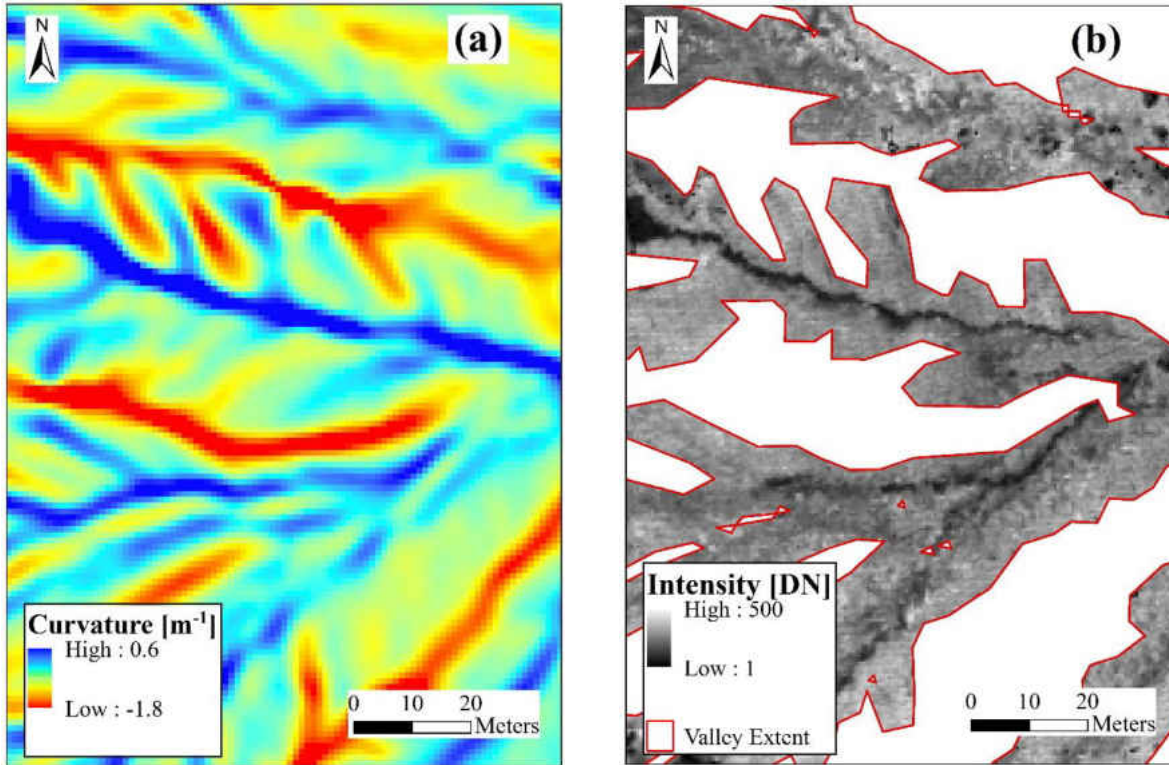 N
(a)
Curvature [m⁻¹]
High : 0.6
Low : -1.8
0 10 20
Meters
N
(b)
Intensity [DN]
High : 500
Low : 1
Valley Extent
0 10 20
Meters